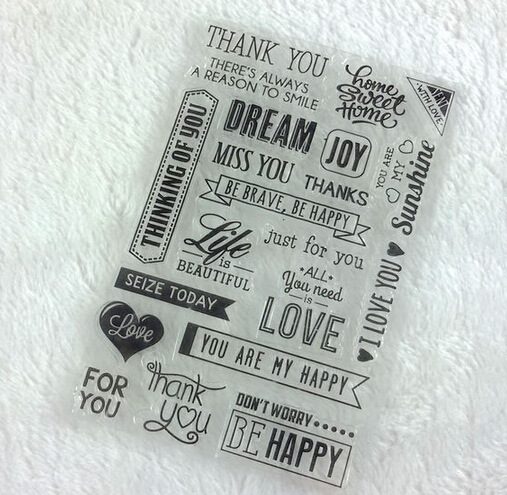 THANK YOU
THERE'S ALWAYS
A REASON TO SMILE
home
Sweet
Home
WITH LOVE
THINKING OF YOU
DREAM
JOY
MISS YOU
THANKS
YOU ARE
MY
Sunshine
BE BRAVE, BE HAPPY
Life
is
BEAUTIFUL
just for you
ALL
You need
is
LOVE
I LOVE YOU
SEIZE TODAY
Love
YOU ARE MY HAPPY
FOR
YOU
Thank
YOU
DON'T WORRY
BE HAPPY